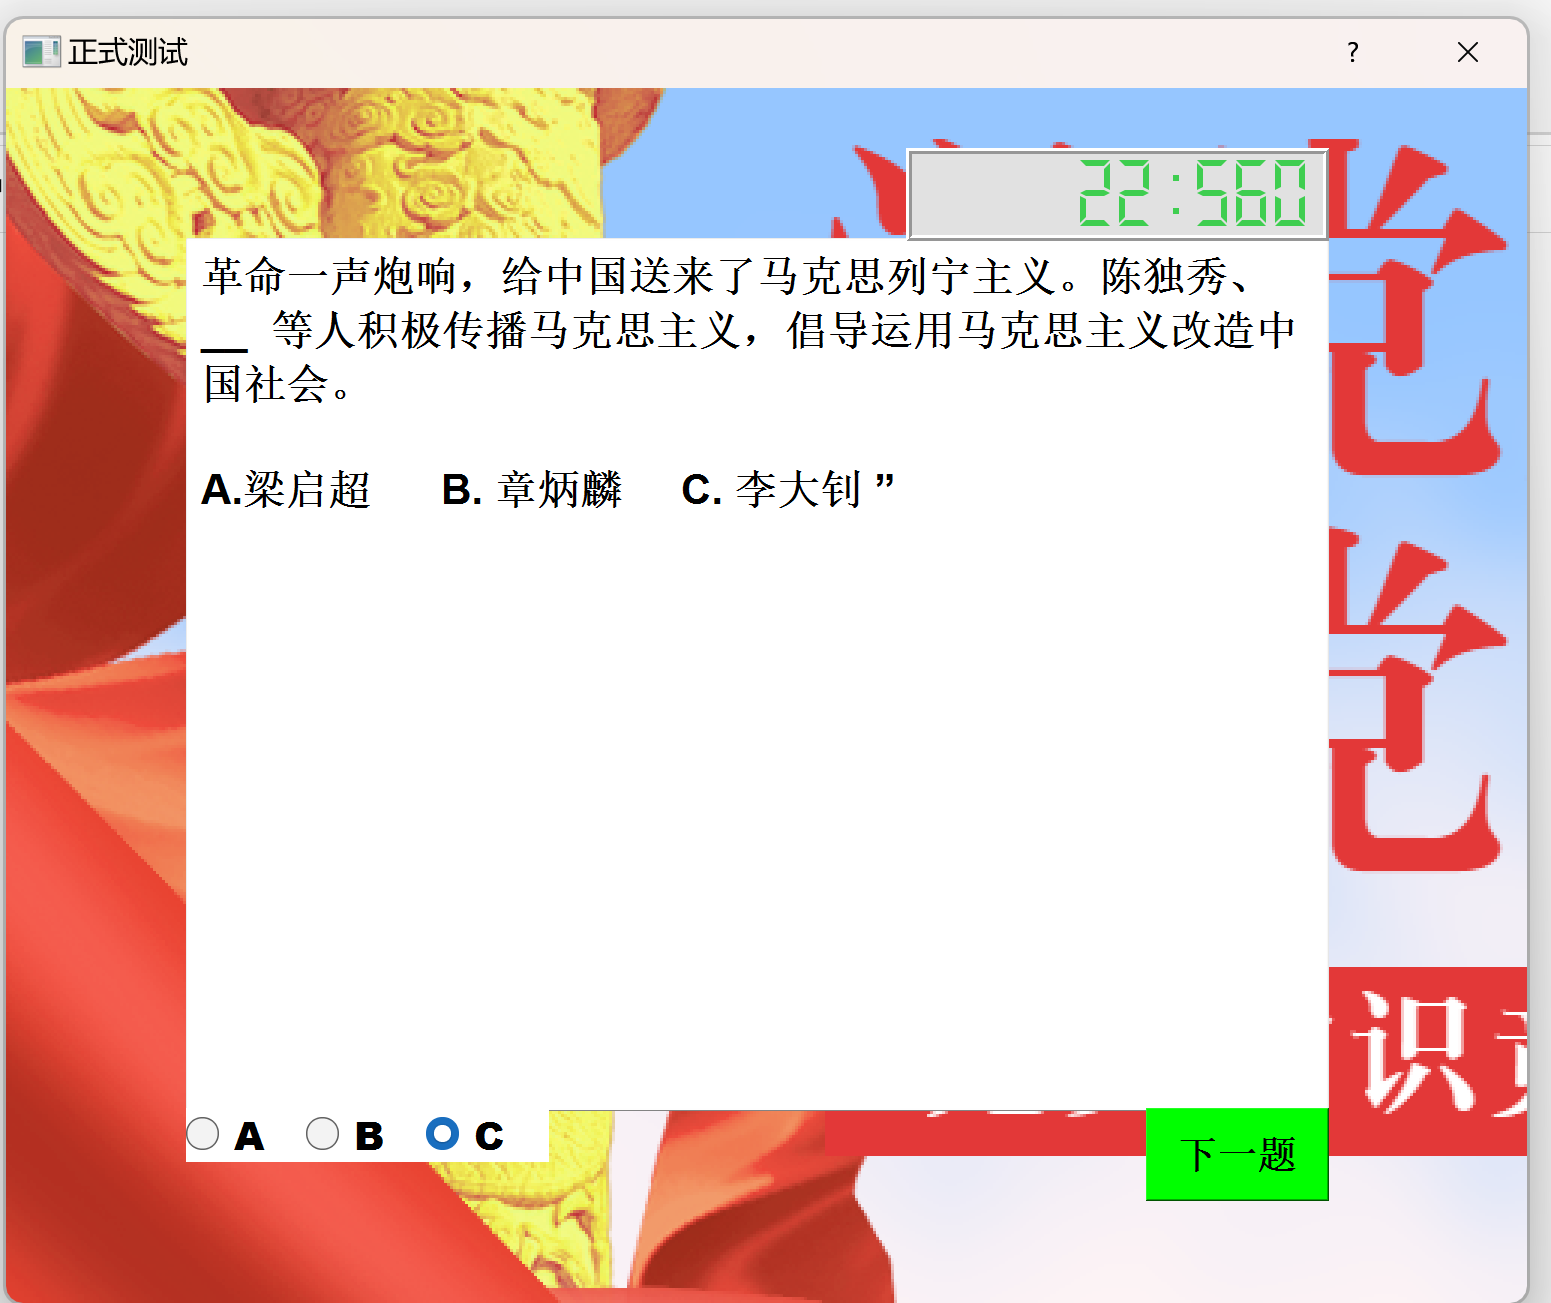 正式测试
22:560
革命一声炮响，给中国送来了马克思列宁主义。陈独秀、
__ 等人积极传播马克思主义，倡导运用马克思主义改造中
国社会。
A.梁启超 B. 章炳麟 C. 李大钊 ”
A B C
下一题
识